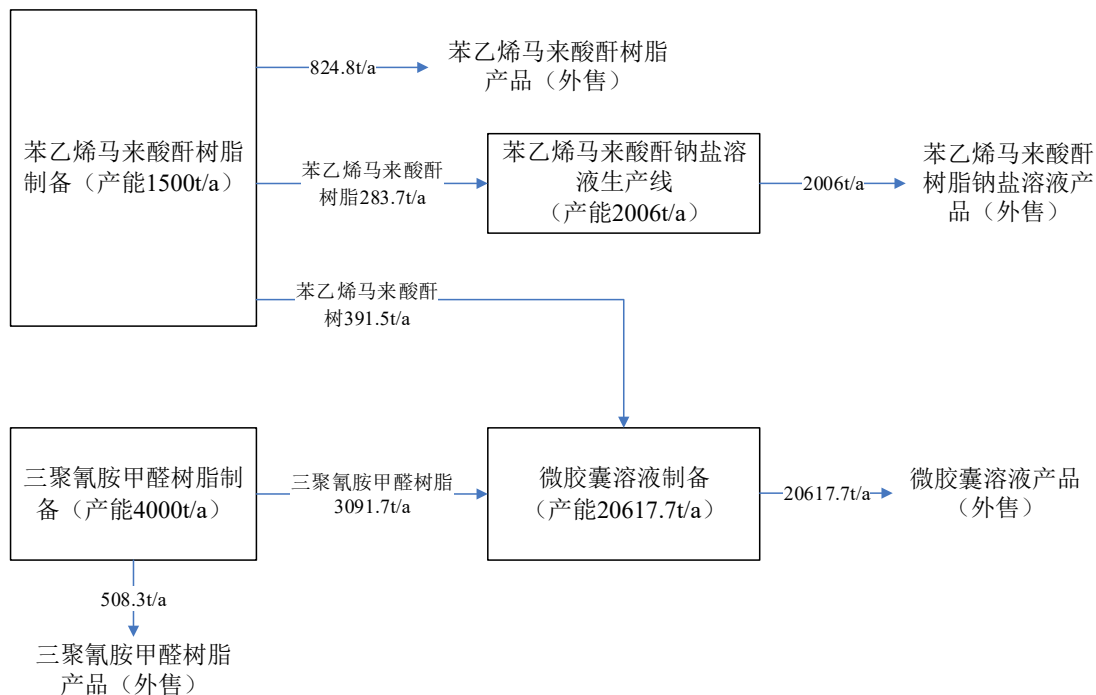 824.8t/a
苯乙烯马来酸酐树脂
产品（外售）
苯乙烯马来酸酐树脂
制备（产能1500t/a）
苯乙烯马来酸酐
树脂283.7t/a
苯乙烯马来酸酐钠盐溶
液生产线
（产能2006t/a）
2006t/a
苯乙烯马来酸酐
树脂钠盐溶液产
品（外售）
苯乙烯马来酸酐
树391.5t/a
三聚氰胺甲醛树脂制
备（产能4000t/a）
三聚氰胺甲醛树脂
3091.7t/a
微胶囊溶液制备
（产能20617.7t/a）
20617.7t/a
微胶囊溶液产品
（外售）
508.3t/a
三聚氰胺甲醛树脂
产品（外售）